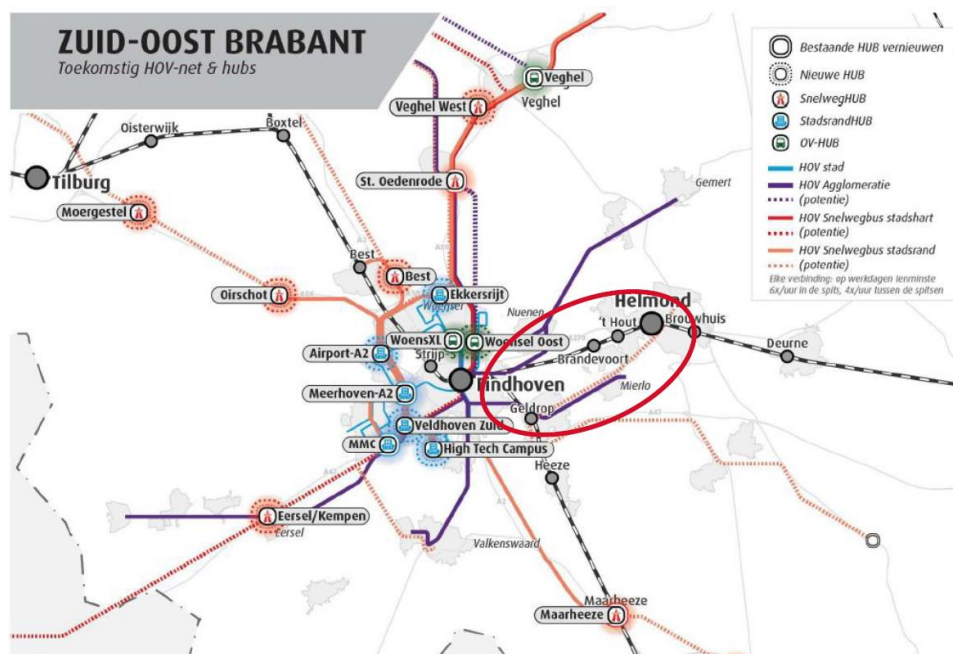 ZUID-OOST BRABANT
Toekomstig HOV-net & hubs
Bestaande HUB vernieuwen
Nieuwe HUB
SnelwegHUB
StadsrandHUB
OV-HUB
HOV stad
HOV Agglomeratie
(potentie)
HOV Snelwegbus stadshart
(potentie)
HOV Snelwegbus stadsrand
(potentie)
Elke verbinding: op werkdagen tenminste
6x/uur in de spits, 4x/uur tussen de spitsen
Veghel
Veghel
Veghel West
Boxtel
Oisterwijk
Tilburg
St. Oedenrode
Gemert
Moergestel
Best
Best
Oirschot
Ekkersrijt
Helmond
Nuenen
't Hout
Brouwhuis
WoensXL
Woensel Oost
Brandevoort
Deurne
Airport-A2
Strijp-S
Eindhoven
Mierlo
Meerhoven-A2
Geldrop
A67
Veldhoven Zuid
MMC
High Tech Campus
Heeze
A67
A2
Eersel/Kempen
Eersel
Valkenswaard
Maarheeze
Maarheeze